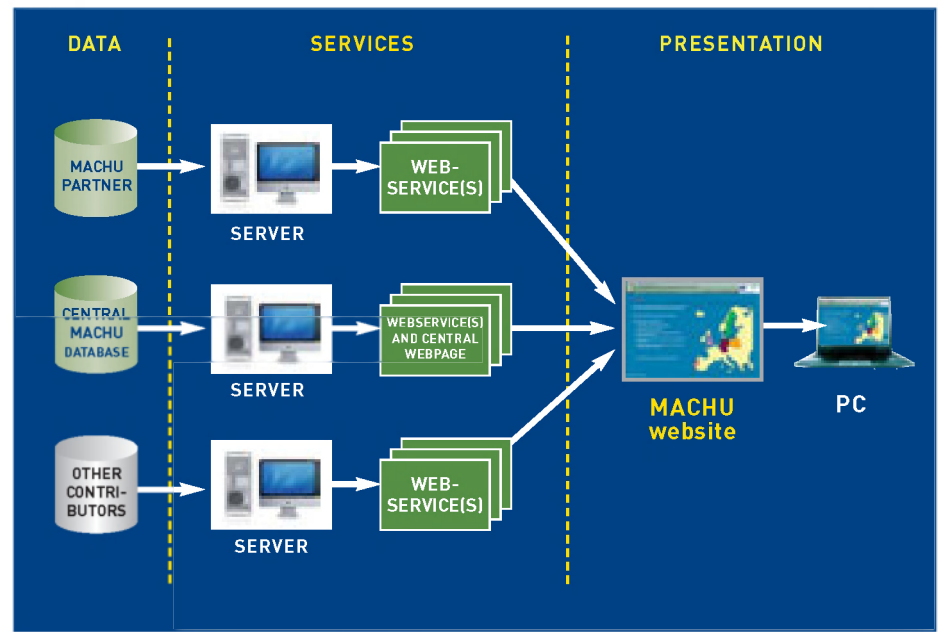 DATA
SERVICES
PRESENTATION
MACHU
PARTNER
SERVER
WEB-
SERVICE(S)
CENTRAL
MACHU
DATABASE
SERVER
WEBSERVICE(S)
AND CENTRAL
WEBPAGE
MACHU
website
PC
OTHER
CONTRI-
BUTORS
SERVER
WEB-
SERVICE(S)